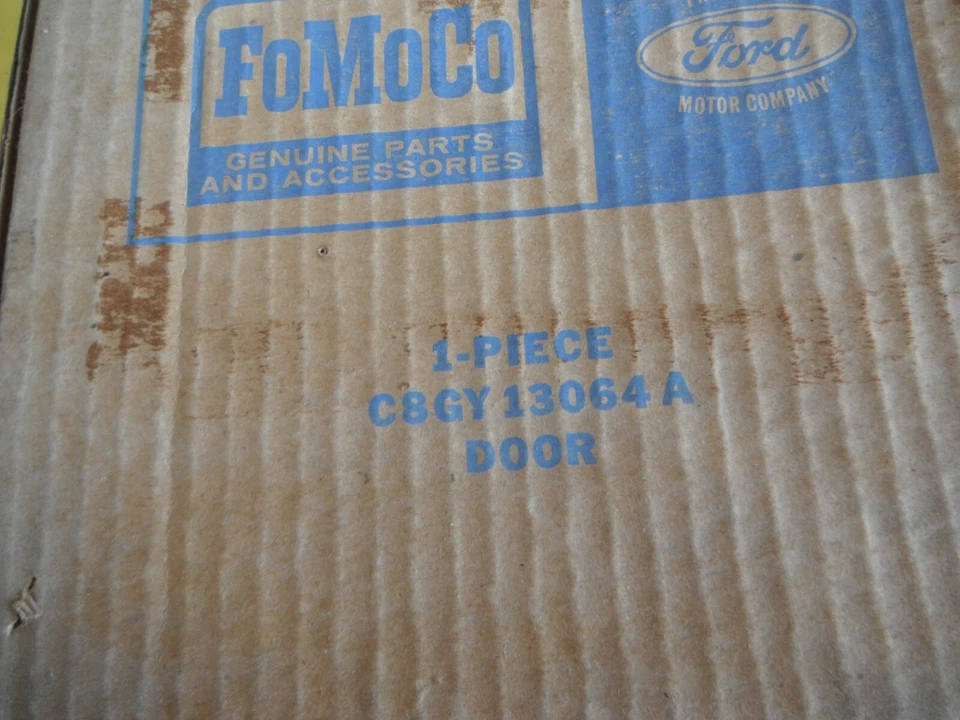 FoMoCo
GENUINE PARTS
AND ACCESSORIES
Ford
MOTOR COMPANY
1-PIECE
C8GY 13064 A
DOOR